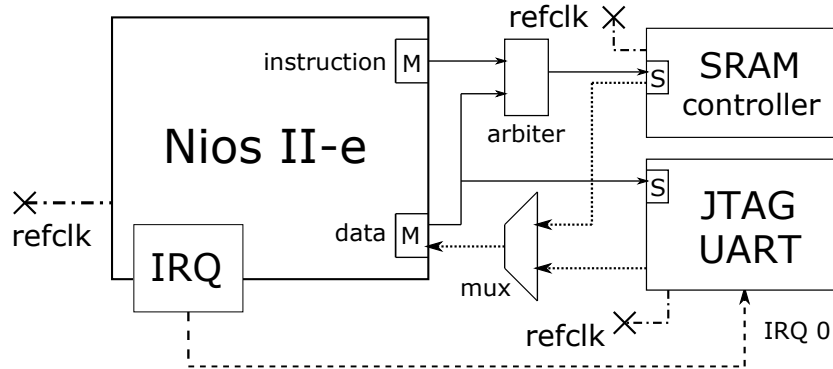 refclk
instruction
M
Nios II-e
arbiter
S
SRAM
controller
refclk
data
M
IRQ
mux
S
JTAG
UART
refclk
IRQ 0